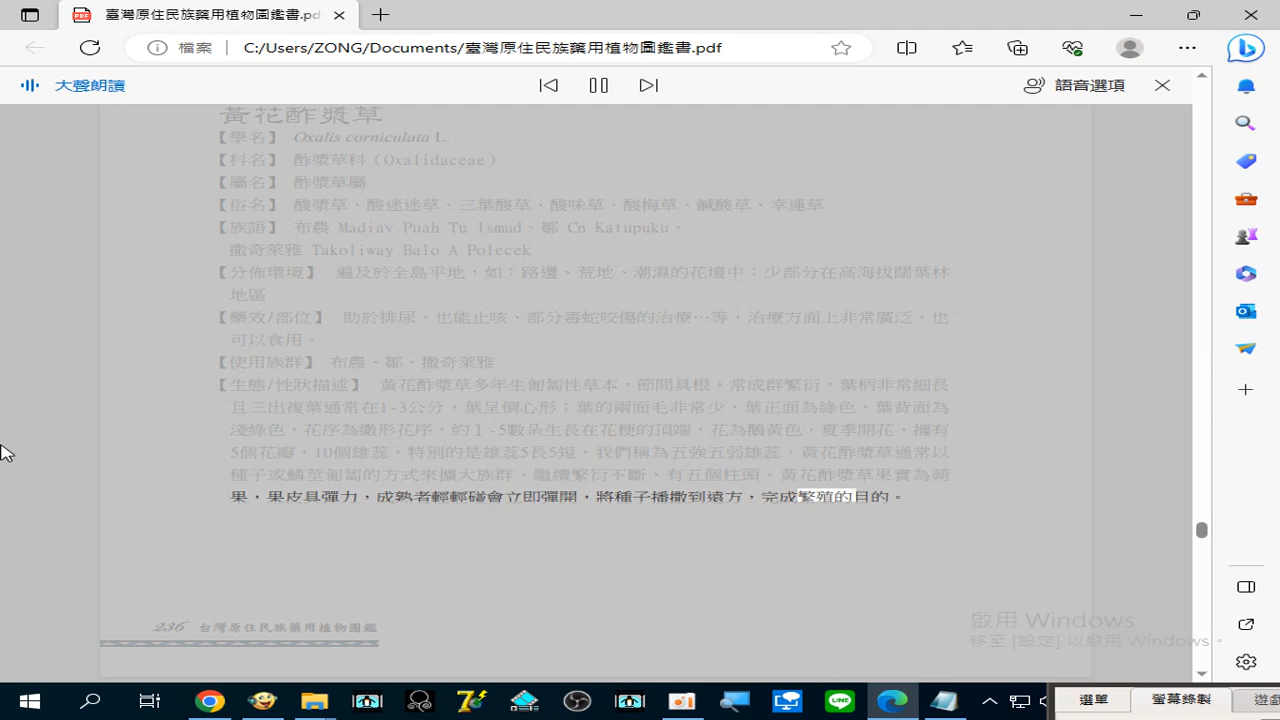 臺灣原住民族藥用植物圖鑑書.pd
檔案 C:/Users/ZONG/Documents/臺灣原住民族藥用植物圖鑑書.pdf
大聲朗讀
語音選項
黃花酢漿草
【學名】 Oxalis corniculata L.
【科名】 酢漿草科（Oxalidaceae）
【屬名】 酢漿草屬
【俗名】 酸漿草、酸迷迷草、三葉酸草、酸味草、酸梅草、鹹酸草、幸運草
【族語】 布農 Madiav Puah Tu Ismud、鄒 Cn Katupuku、
撒奇萊雅 Takoliway Balo A Polecek
【分佈環境】 遍及於全島平地，如：路邊、荒地、潮濕的花壇中；少部分在高海拔闊葉林
地區
【藥效/部位】 助於排尿、也能止咳、部分毒蛇咬傷的治療…等，治療方面上非常廣泛，也
可以食用。
【使用族群】 布農、鄒、撒奇萊雅
【生態/性狀描述】 黃花酢漿草多年生匍匐性草本，節間具根，常成群繁衍，葉柄非常細長
且三出複葉通常在1-3公分，葉呈倒心形；葉的兩面毛非常少，葉正面為綠色，葉背面為
淺綠色，花序為繖形花序，約1-5數朵生長在花梗的頂端，花為鵝黃色，夏季開花，擁有
5個花瓣，10個雄蕊，特別的是雄蕊5長5短，我們稱為五強五弱雄蕊，黃花酢漿草通常以
種子或鱗莖匍匐的方式來擴大族群、繼續繁衍不斷、有五個柱頭。黃花酢漿草果實為蒴
果，果皮具彈力，成熟者輕輕碰會立即彈開，將種子播撒到遠方，完成繁殖的目的。
236 台灣原住民族藥用植物圖鑑
啟用 Windows
移至 [設定] 以啟用 Windows。
選單
螢幕錄製
遊戲